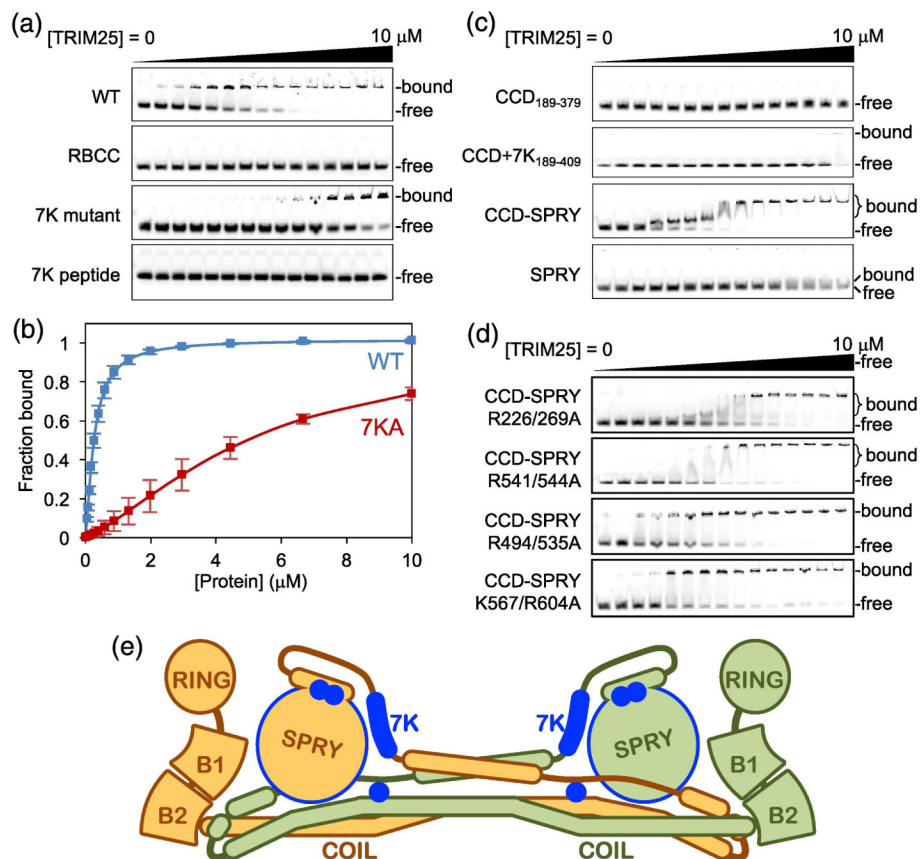 (a)
[TRIM25] = 0
10 μM
WT
-bound
-free
RBCC
-free
7K mutant
-bound
-free
7K peptide
-free
(b)
Fraction bound
1
0.8
0.6
0.4
0.2
0
WT
7KA
0 2 4 6 8 10
[Protein] (μM)
(c)
[TRIM25] = 0
10 μM
CCD189-379
-free
CCD+7K189-409
-bound
-free
CCD-SPRY
bound
-free
SPRY
bound
free
(d)
[TRIM25] = 0
10 μM
-free
CCD-SPRY
R226/269A
bound
-free
CCD-SPRY
R541/544A
bound
-free
CCD-SPRY
R494/535A
-bound
-free
CCD-SPRY
K567/R604A
-bound
-free
(e)
RING
B1
B2
SPRY
7K
7K
SPRY
RING
B1
B2
COIL
COIL